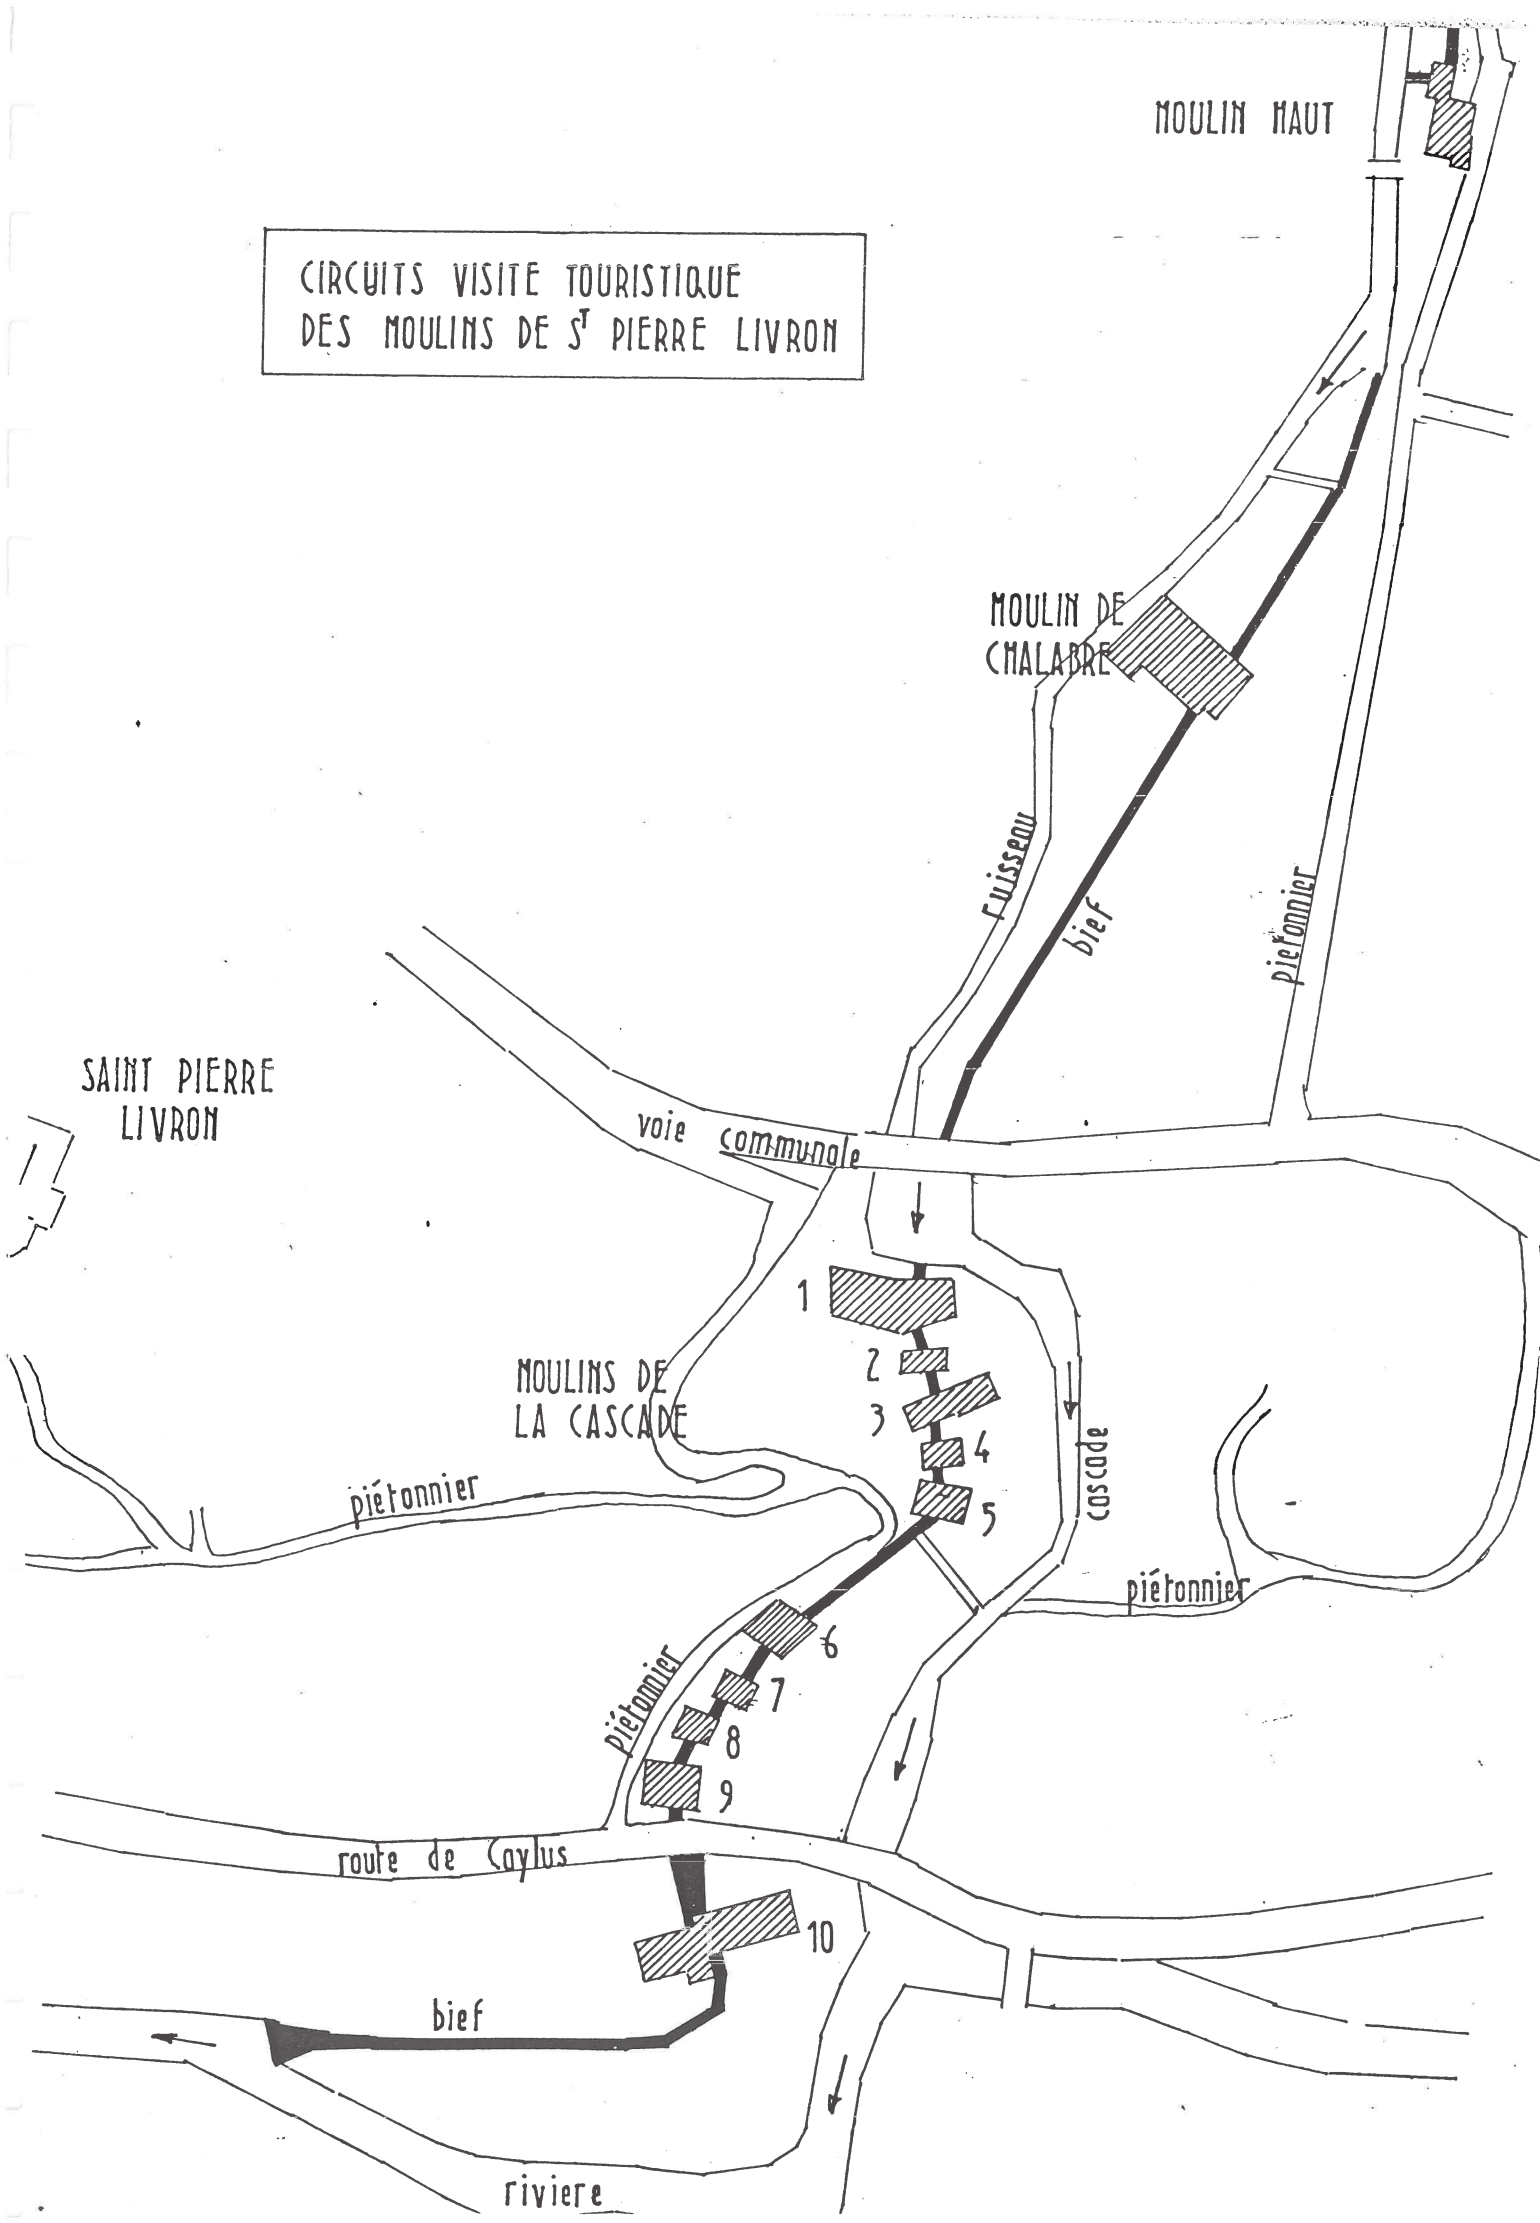 MOULIN HAUT
CIRCUITS VISITE TOURISTIQUE
DES MOULINS DE ST PIERRE LIVRON
MOULIN DE
CHALABRE
ruisseau
bief
piétonnier
SAINT PIERRE
LIVRON
voie communale
1
2
MOULINS DE
LA CASCADE
3
4
cascade
piétonnier
5
piétonnier
6
piétonnier
7
8
9
route de Caylus
10
bief
riviere